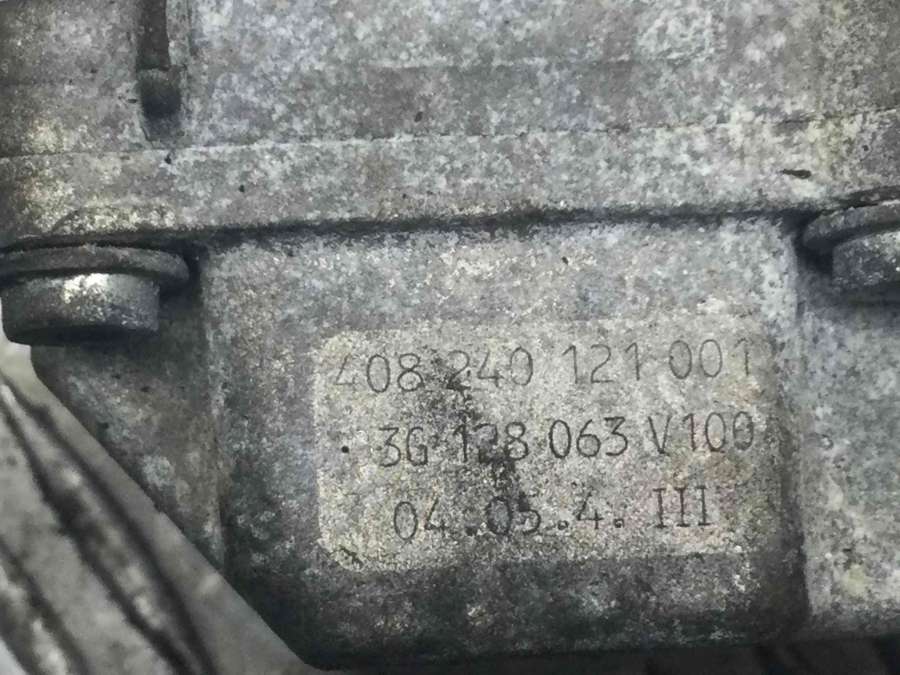 408 240 121 001
. 3G 128 063 V100
04.05.4. III